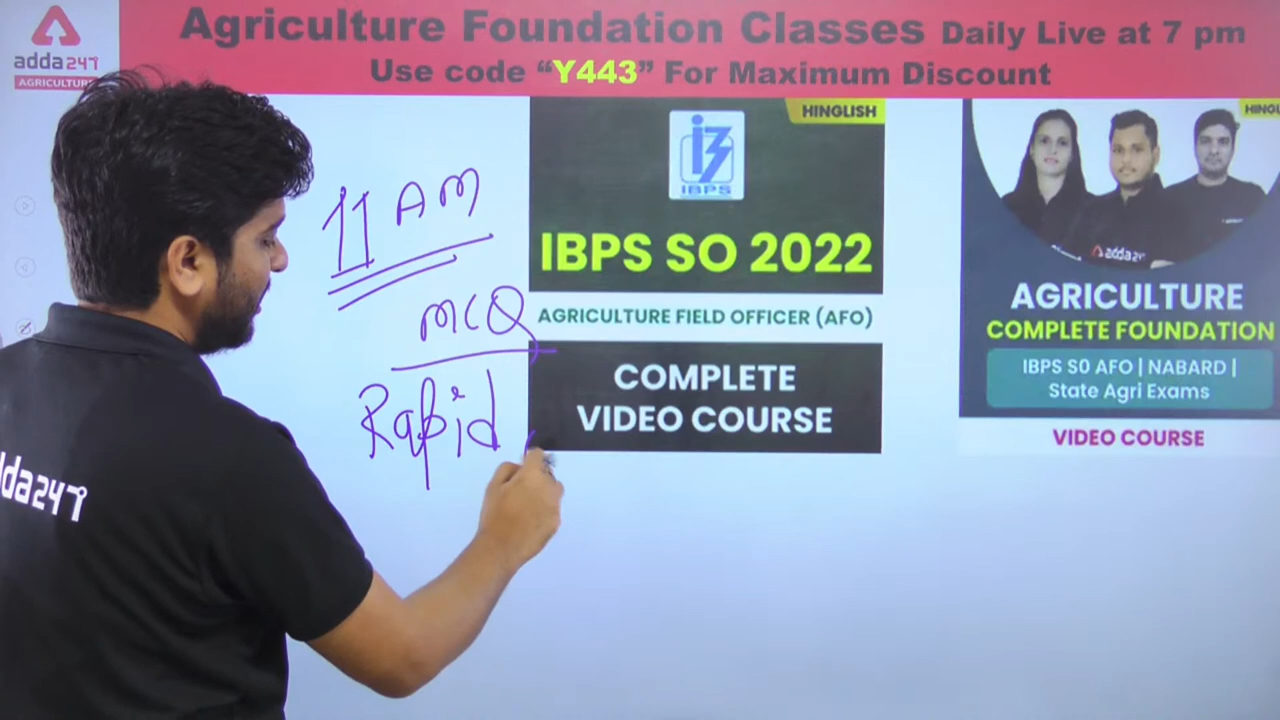 Agriculture Foundation Classes Daily Live at 7 pm
Use code “Y443” For Maximum Discount
adda247
AGRICULTURE
11 AM
MCQ
Rapid
HINGLISH
IBPS
IBPS SO 2022
AGRICULTURE FIELD OFFICER (AFO)
COMPLETE
VIDEO COURSE
HINGL
adda247
AGRICULTURE
COMPLETE FOUNDATION
IBPS SO AFO | NABARD |
State Agri Exams
VIDEO COURSE
dda247